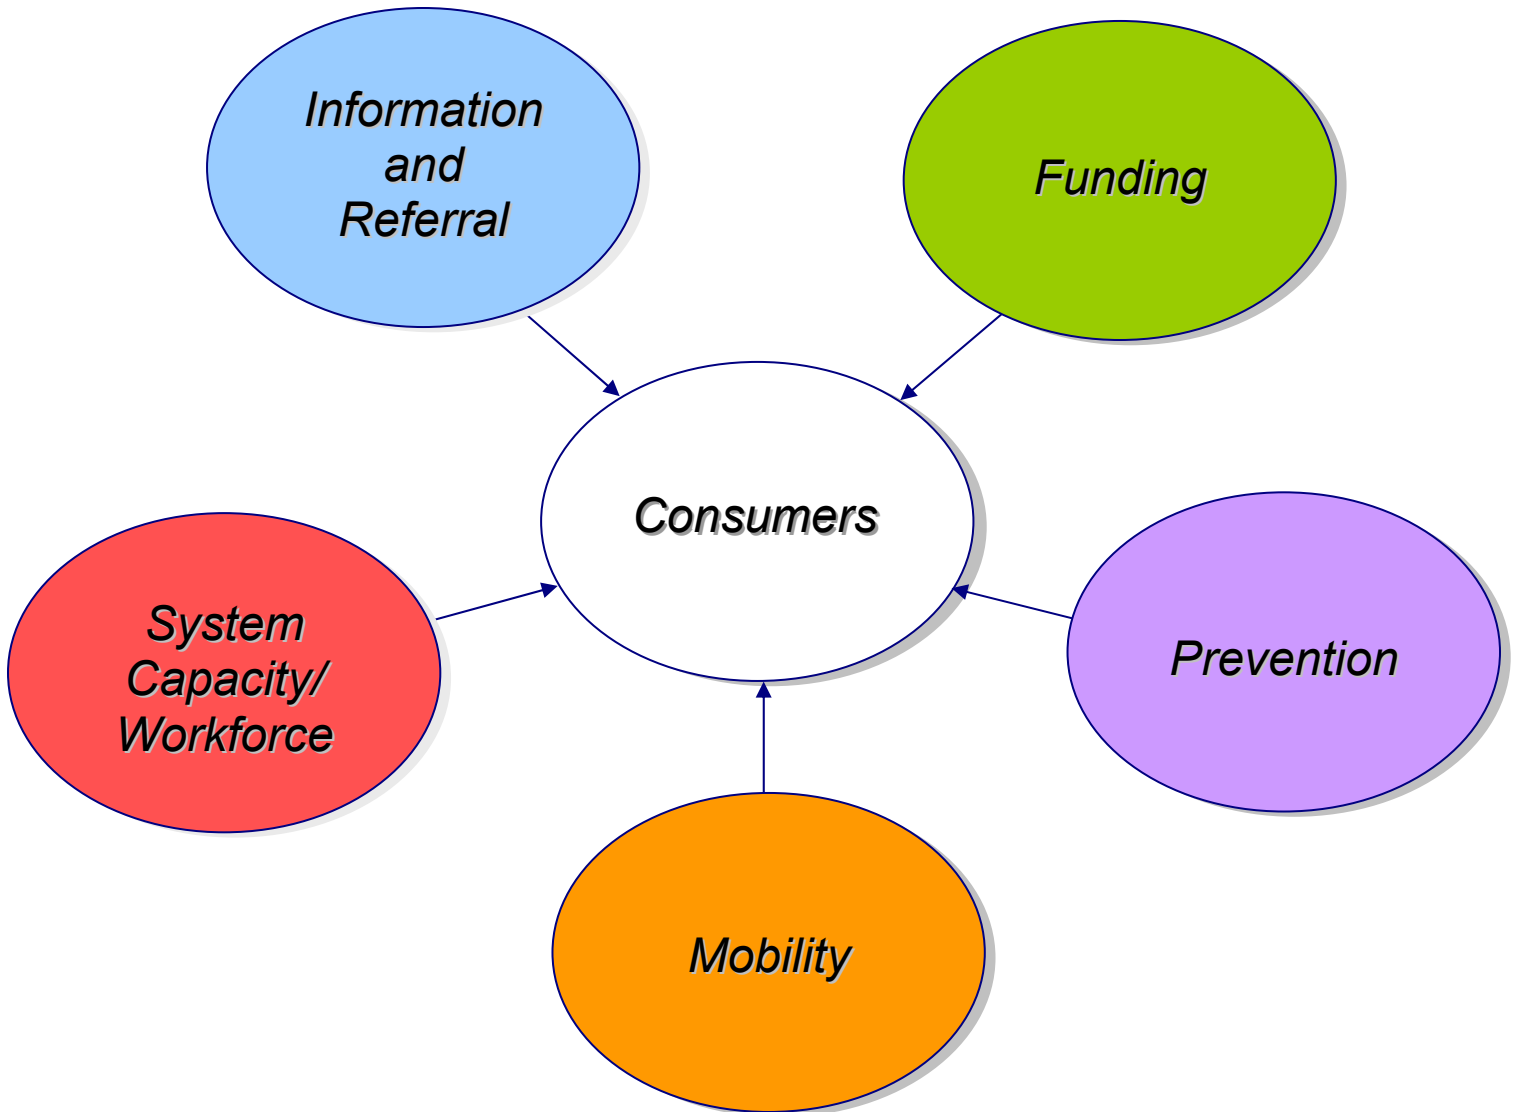 Information
and
Referral
Funding
Consumers
System
Capacity/
Workforce
Prevention
Mobility